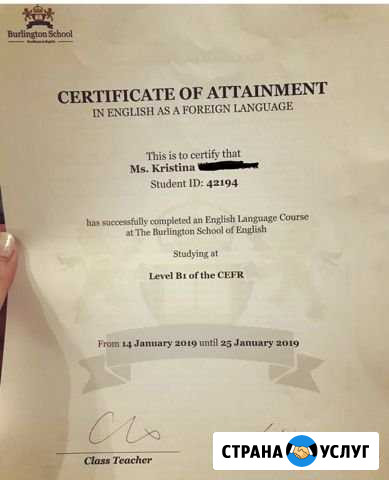 Burlington School
CERTIFICATE OF ATTAINMENT
IN ENGLISH AS A FOREIGN LANGUAGE
This is to certify that
Ms. Kristina
Student ID: 42194
has successfully completed an English Language Course
at The Burlington School of English
Studying at
Level B1 of the CEFR
From 14 January 2019 until 25 January 2019
Class Teacher
СТРАНА УСЛУГ